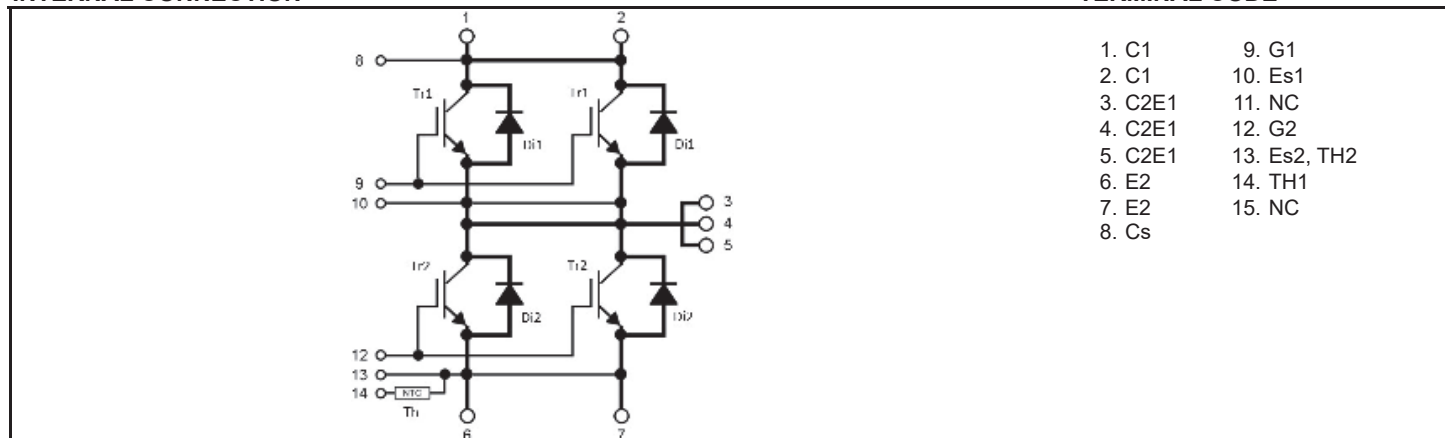 1 2
8
Tr1 Tr1
Di1 Di1
9
10
3
4
5
Tr2 Tr2
Di2 Di2
12
13
14 NTC
Th
6 7
1. C1 9. G1
2. C1 10. Es1
3. C2E1 11. NC
4. C2E1 12. G2
5. C2E1 13. Es2, TH2
6. E2 14. TH1
7. E2 15. NC
8. Cs